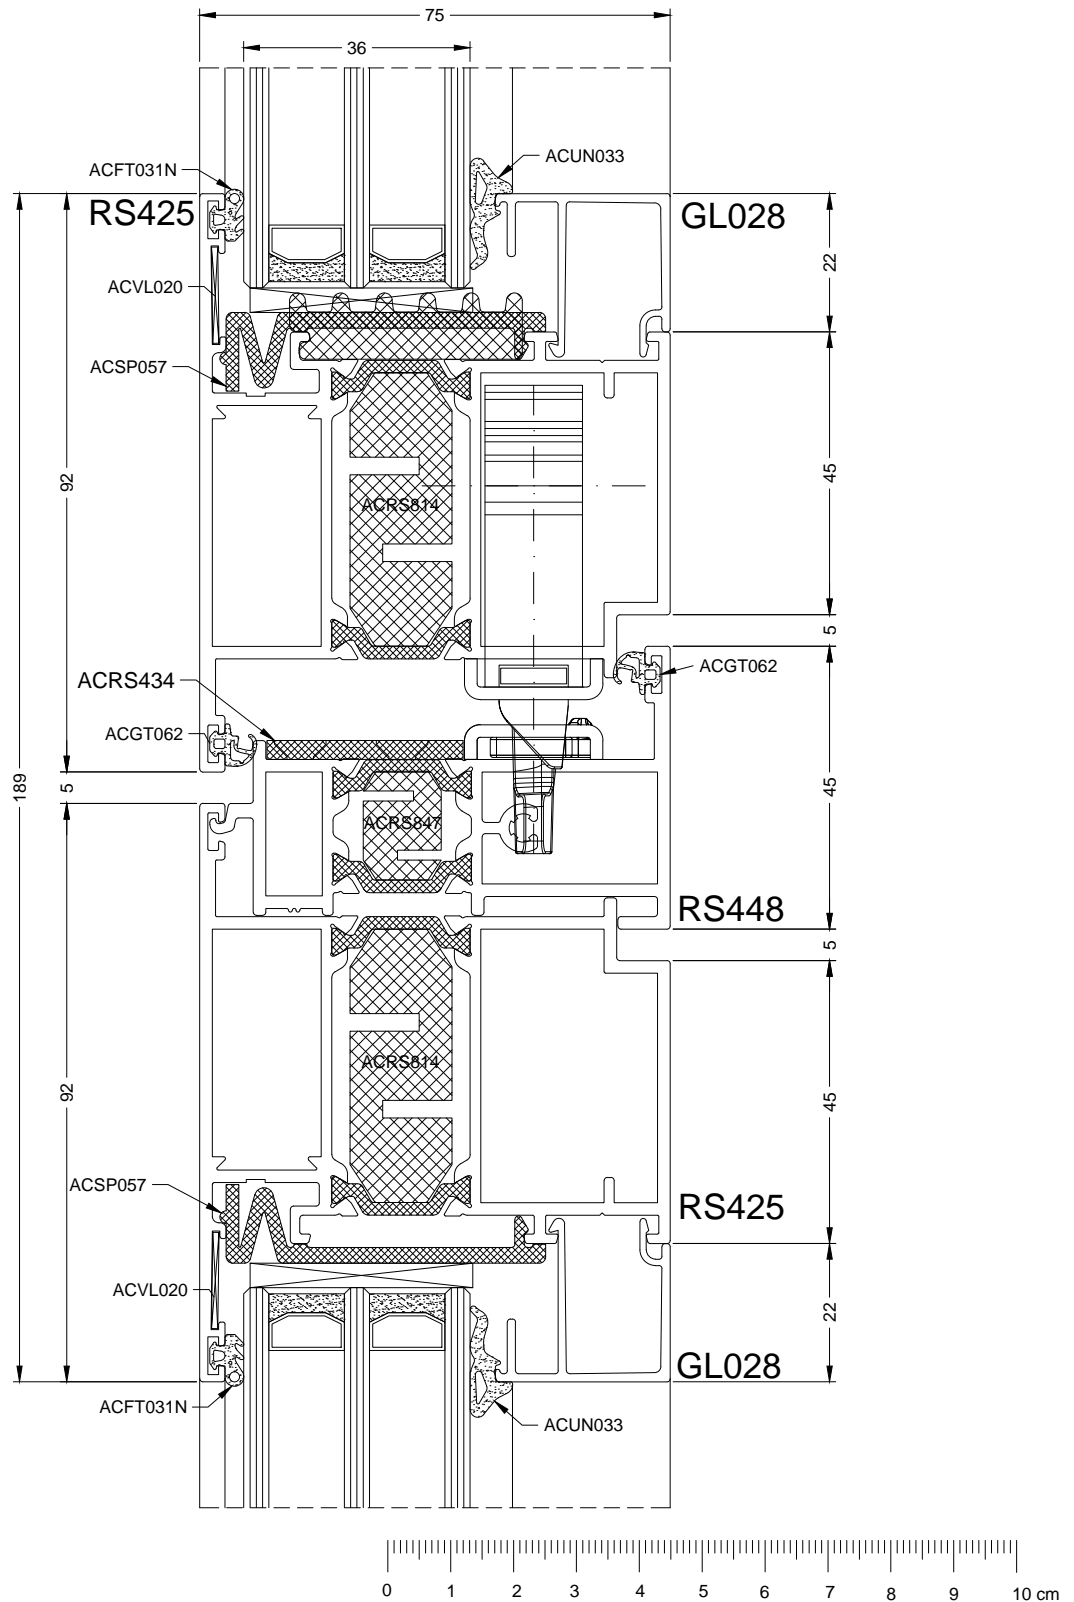 75
36
ACFT031N
ACUN033
RS425
GL028
22
ACVL020
ACSP057
92
45
ACRS814
5
ACRS434
ACGT062
ACGT062
189
5
45
ACRS847
RS448
5
ACRS814
92
45
ACSP057
RS425
ACVL020
22
GL028
ACFT031N
ACUN033
0 1 2 3 4 5 6 7 8 9 10 cm